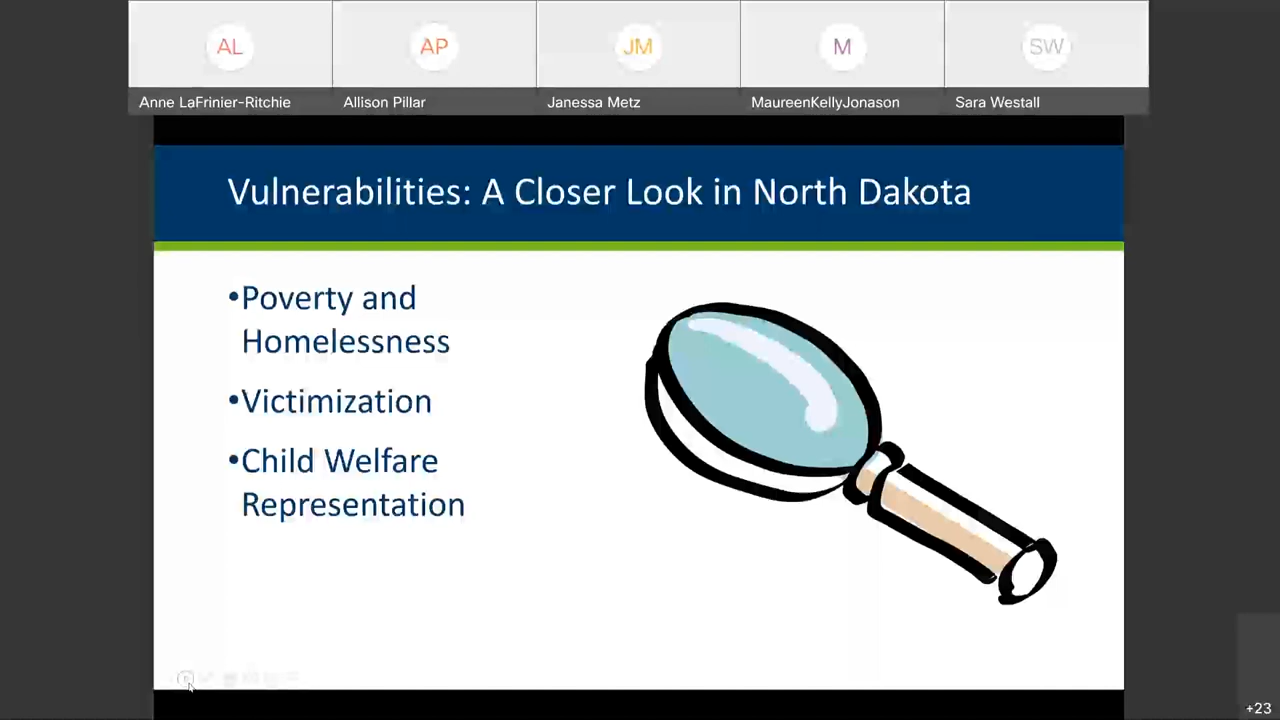 AL
AP
JM
M
SW
Anne LaFrinier-Ritchie
Allison Pillar
Janessa Metz
MaureenKellyJonason
Sara Westall
Vulnerabilities: A Closer Look in North Dakota
•Poverty and
Homelessness
•Victimization
•Child Welfare
Representation
+23